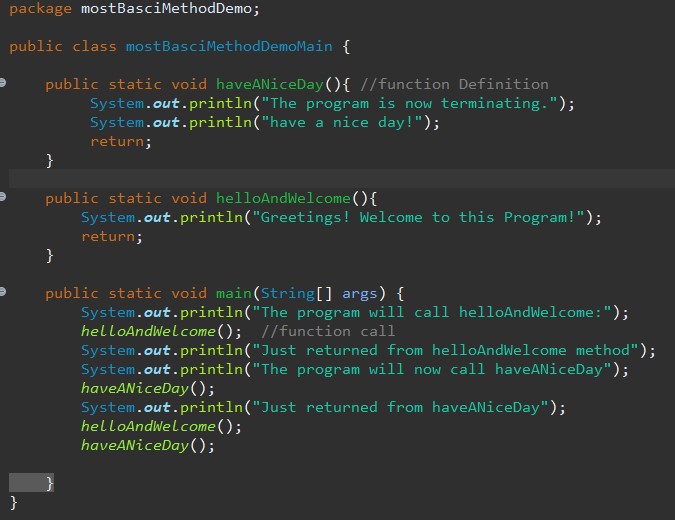 package mostBasciMethodDemo;
public class mostBasciMethodDemoMain {
public static void haveANiceDay(){ //function Definition
System.out.println("The program is now terminating.");
System.out.println("have a nice day!");
return;
}
public static void helloAndWelcome(){
System.out.println("Greetings! Welcome to this Program!");
return;
}
public static void main(String[] args) {
System.out.println("The program will call helloAndWelcome:");
helloAndWelcome();  //function call
System.out.println("Just returned from helloAndWelcome method");
System.out.println("The program will now call haveANiceDay");
haveANiceDay();
System.out.println("Just returned from haveANiceDay");
helloAndWelcome();
haveANiceDay();
}
}